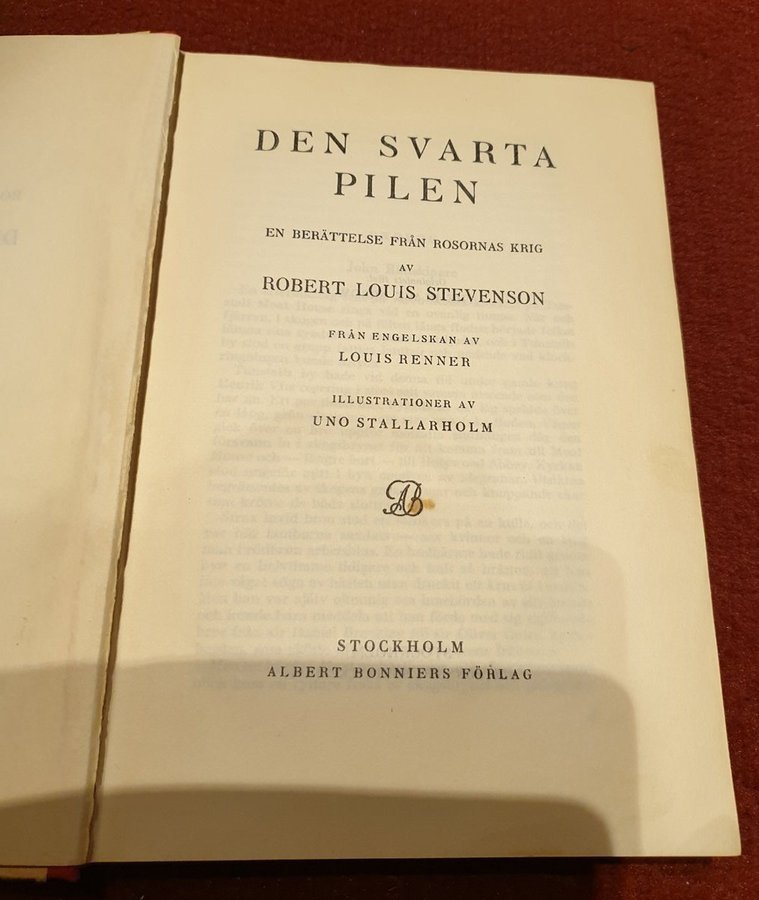 DEN SVARTA
PILEN
EN BERÄTTELSE FRÅN ROSORNAS KRIG
AV
ROBERT LOUIS STEVENSON
FRÅN ENGELSKAN AV
LOUIS RENNER
ILLUSTRATIONER AV
UNO STALLARHOLM
AB
STOCKHOLM
ALBERT BONNIERS FÖRLAG